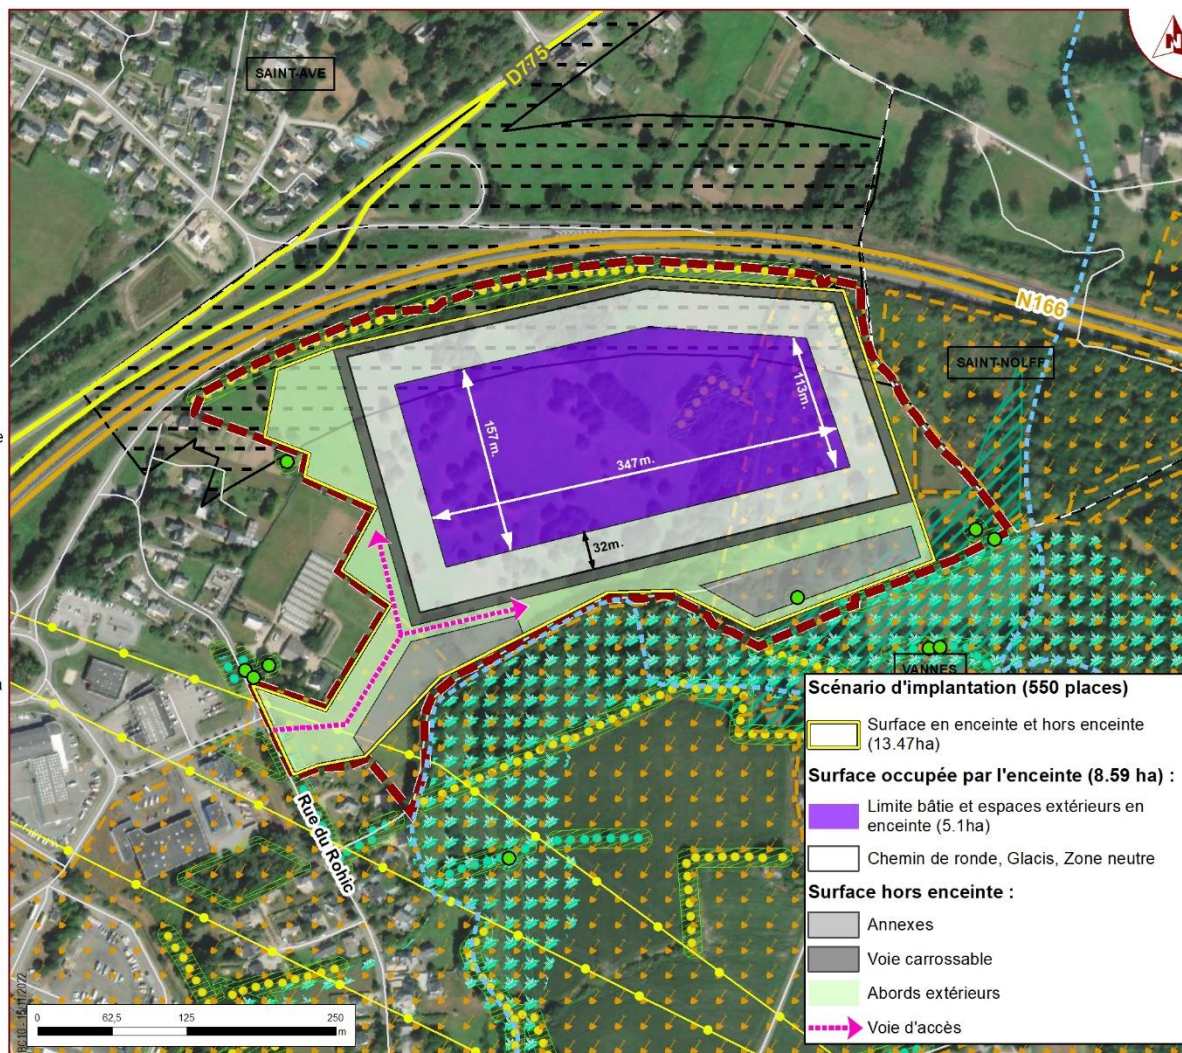 SAINT-AVE
D775
N
N166
SAINT-NOLFF
157m.
113m.
347m.
32m.
VANNES
Rue du Rohic
Scénario d'implantation (550 places)
Surface en enceinte et hors enceinte
(13.47ha)
Surface occupée par l'enceinte (8.59 ha) :
Limite bâtie et espaces extérieurs en
enceinte (5.1ha)
Chemin de ronde, Glacis, Zone neutre
Surface hors enceinte :
Annexes
Voie carrossable
Abords extérieurs
Voie d'accès
0 62,5 125 250
m
e
a